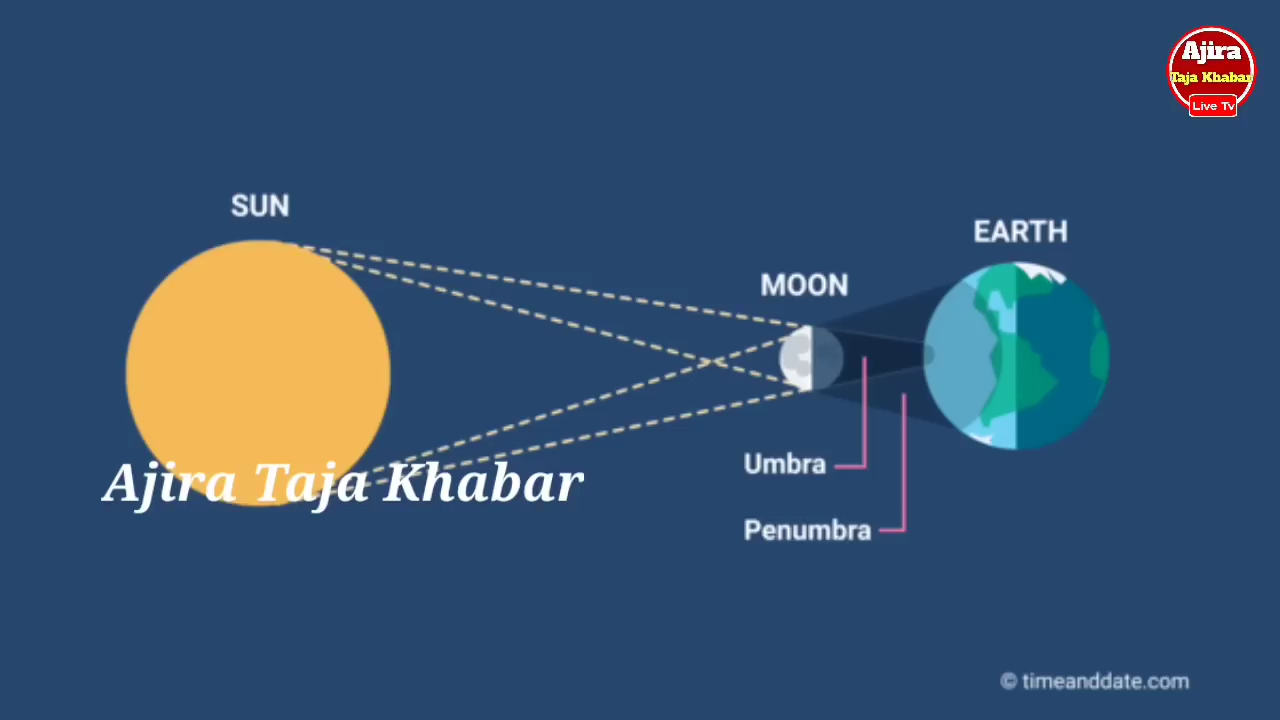 Ajira
Taja Khabar
Live Tv
SUN
EARTH
MOON
Umbra
Ajira Taja Khabar
Penumbra
© timeanddate.com